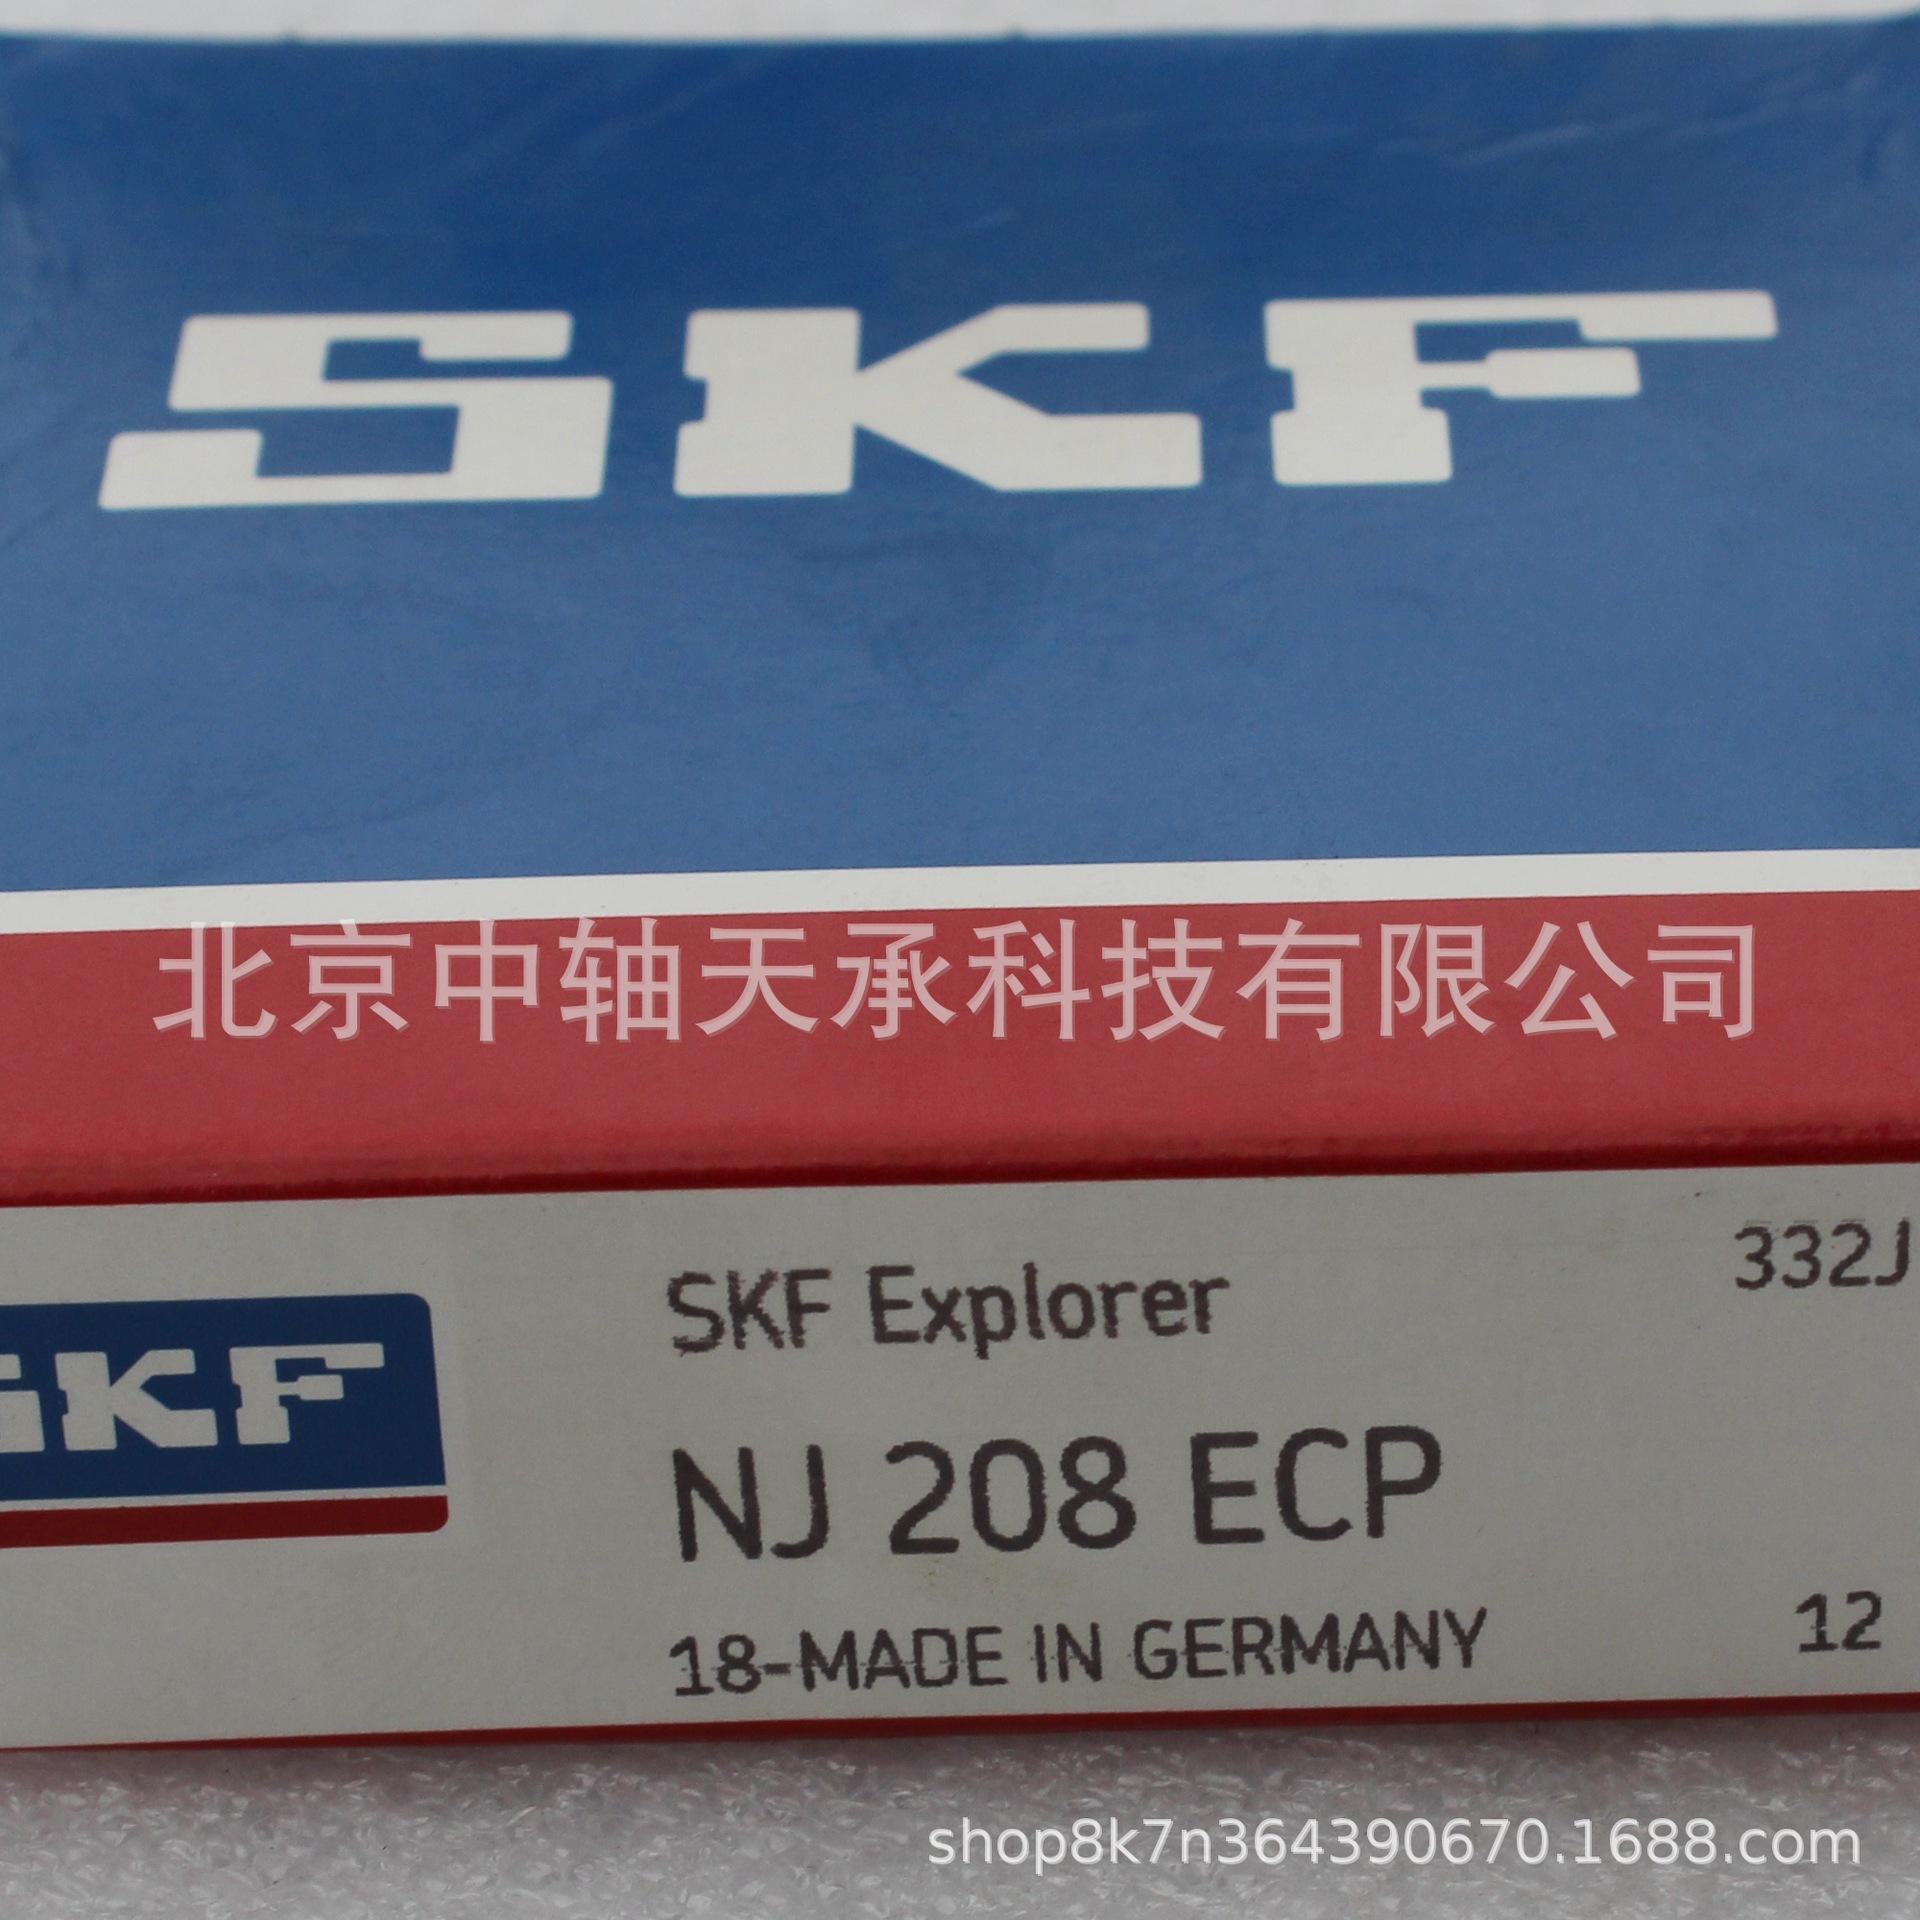 SKF
北京中轴天承科技有限公司
SKF Explorer
332J
SKF
NJ 208 ECP
18-MADE IN GERMANY
12
shop8k7n364390670.1688.com